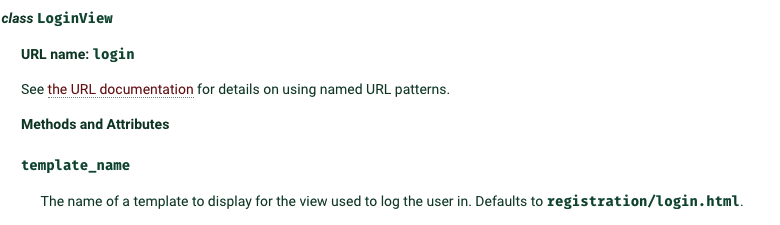 class LoginView
URL name: login
See the URL documentation for details on using named URL patterns.
Methods and Attributes
template_name
The name of a template to display for the view used to log the user in. Defaults to registration/login.html.